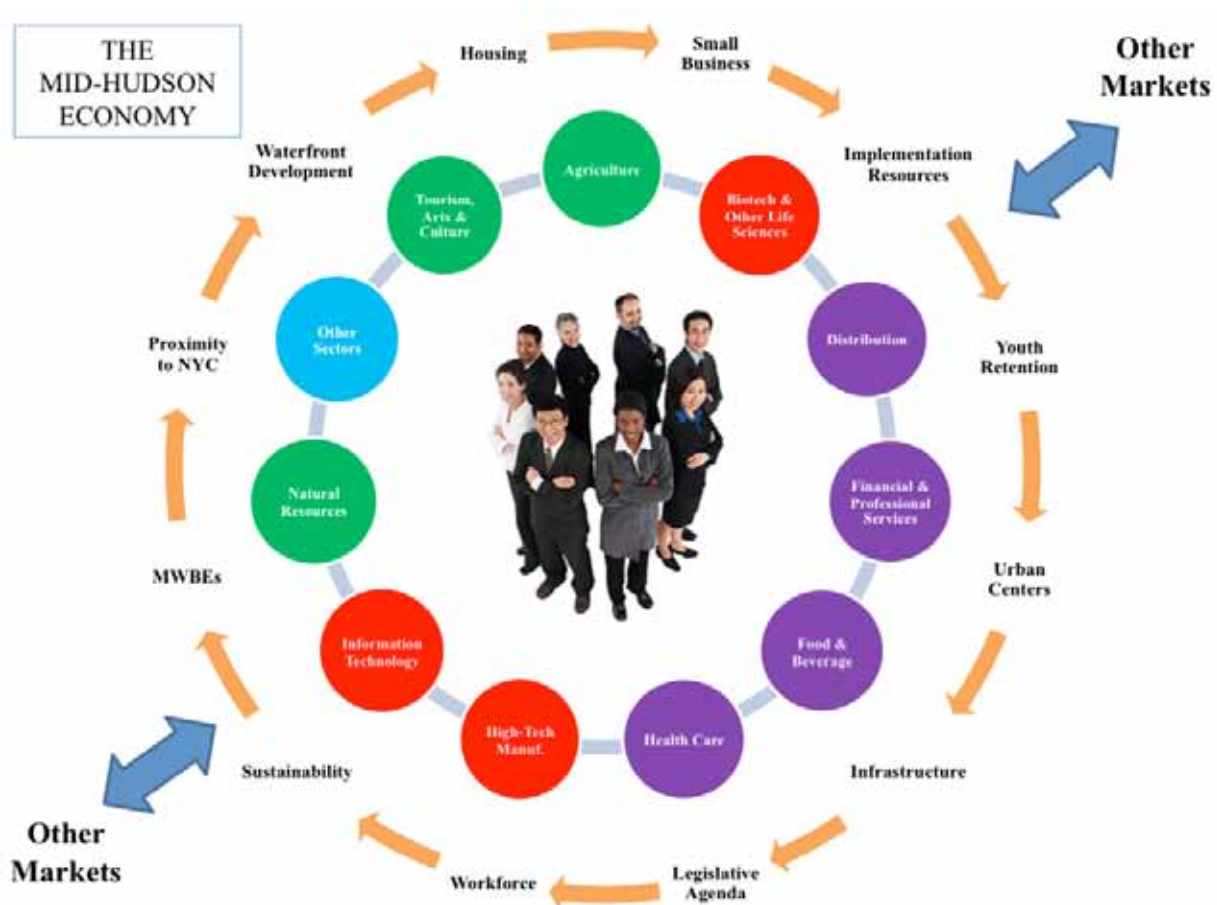 THE
MID-HUDSON
ECONOMY
Housing
Small
Business
Other
Markets
Implementation
Resources
Youth
Retention
Urban
Centers
Infrastructure
Legislative
Agenda
Workforce
Sustainability
Other
Markets
MWBEs
Proximity
to NYC
Waterfront
Development
Agriculture
Biotech &
Other Life
Sciences
Distribution
Financial &
Professional
Services
Food &
Beverage
Health Care
High-Tech
Manuf.
Information
Technology
Natural
Resources
Other
Sectors
Tourism,
Arts &
Culture